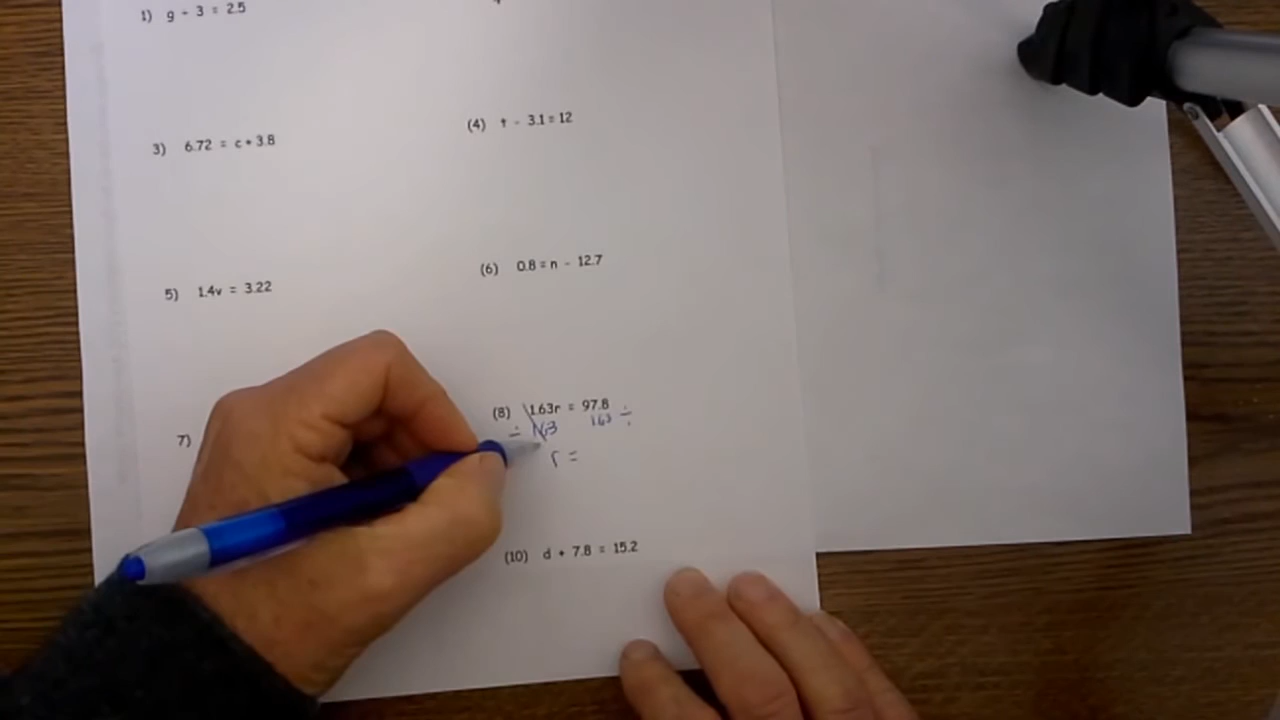 1) g ÷ 3 = 2.5
3) 6.72 = c + 3.8
(4) t - 3.1 = 12
5) 1.4v = 3.22
(6) 0.8 = n - 12.7
7)
(8) 1.63r = 97.8
÷ 1.63 1.63 ÷
r =
(10) d + 7.8 = 15.2